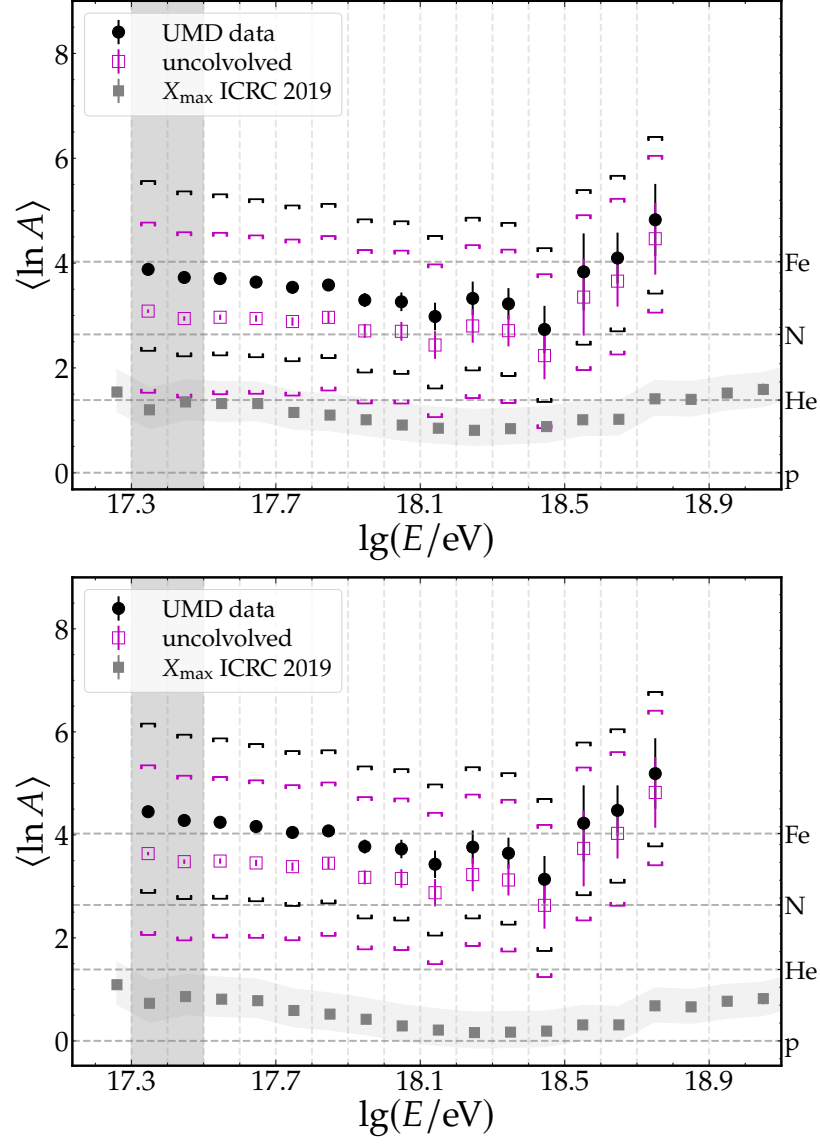 UMD data
uncolvolved
X_max ICRC 2019
8
6
4
2
0
⟨ln A⟩
Fe
N
He
p
17.3 17.7 18.1 18.5 18.9
lg(E/eV)
UMD data
uncolvolved
X_max ICRC 2019
8
6
4
2
0
⟨ln A⟩
Fe
N
He
p
17.3 17.7 18.1 18.5 18.9
lg(E/eV)